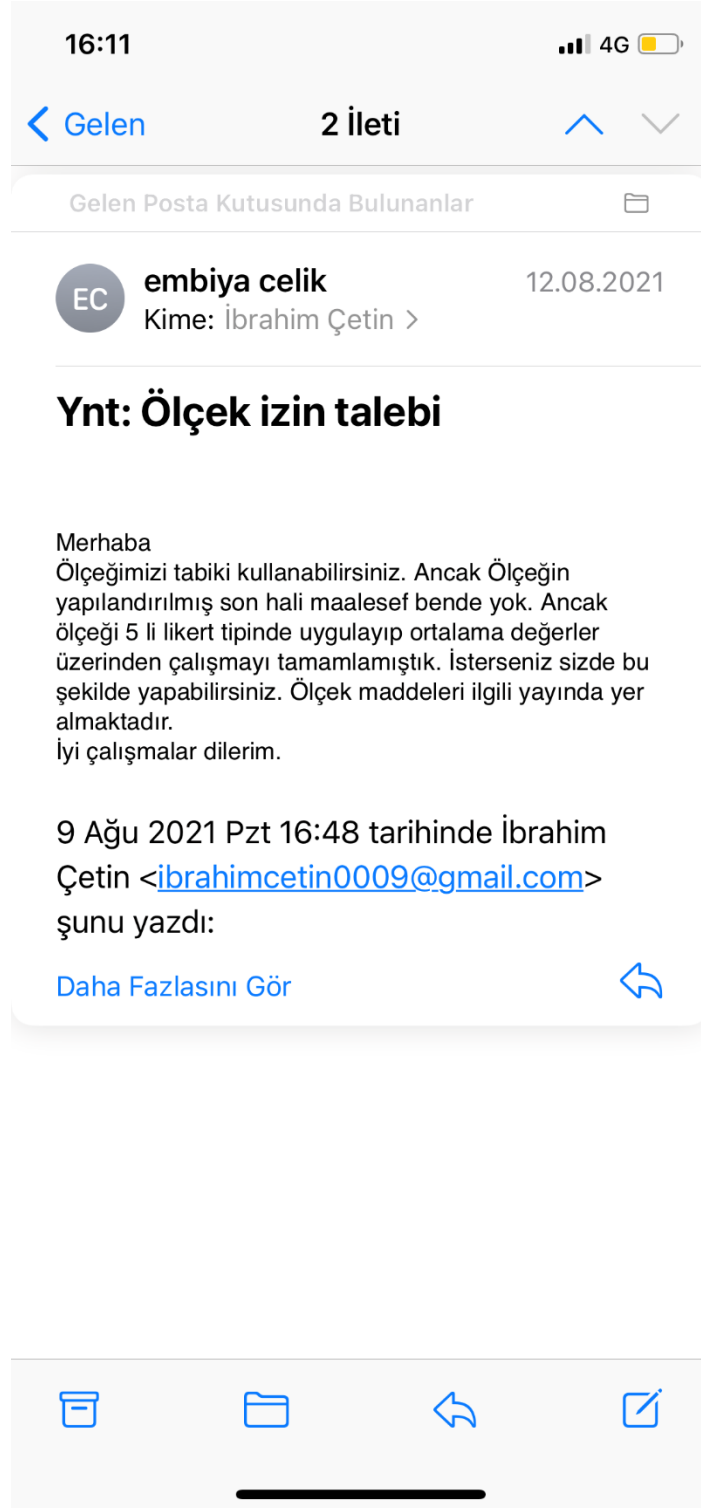 16:11
4G
Gelen
2 İleti
Gelen Posta Kutusunda Bulunanlar
EC
embiya celik
12.08.2021
Kime: İbrahim Çetin
Ynt: Ölçek izin talebi
Merhaba
Ölçeğimizi tabiki kullanabilirsiniz. Ancak Ölçeğin
yapılandırılmış son hali maalesef bende yok. Ancak
ölçeği 5 li likert tipinde uygulayıp ortalama değerler
üzerinden çalışmayı tamamlamıştık. İsterseniz sizde bu
şekilde yapabilirsiniz. Ölçek maddeleri ilgili yayında yer
almaktadır.
İyi çalışmalar dilerim.
9 Ağu 2021 Pzt 16:48 tarihinde İbrahim
Çetin <ibrahimcetin0009@gmail.com>
şunu yazdı:
Daha Fazlasını Gör